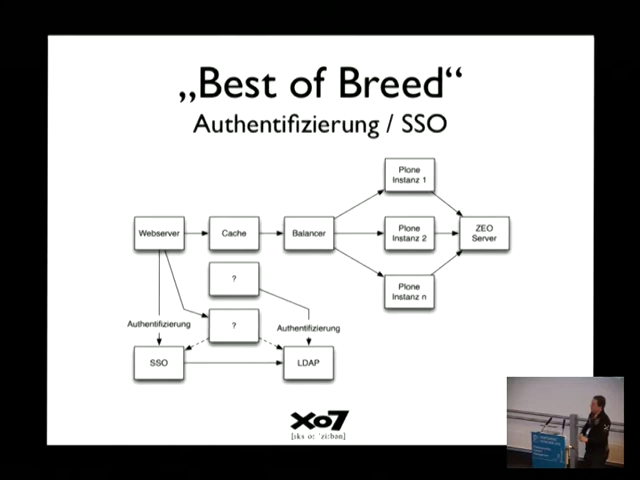 „Best of Breed“
Authentifizierung / SSO
Plone
Instanz 1
Webserver
Cache
Balancer
Plone
Instanz 2
ZEO
Server
?
Plone
Instanz n
Authentifizierung
?
Authentifizierung
SSO
LDAP
xo7
[ɪks oː ˈziːbən]